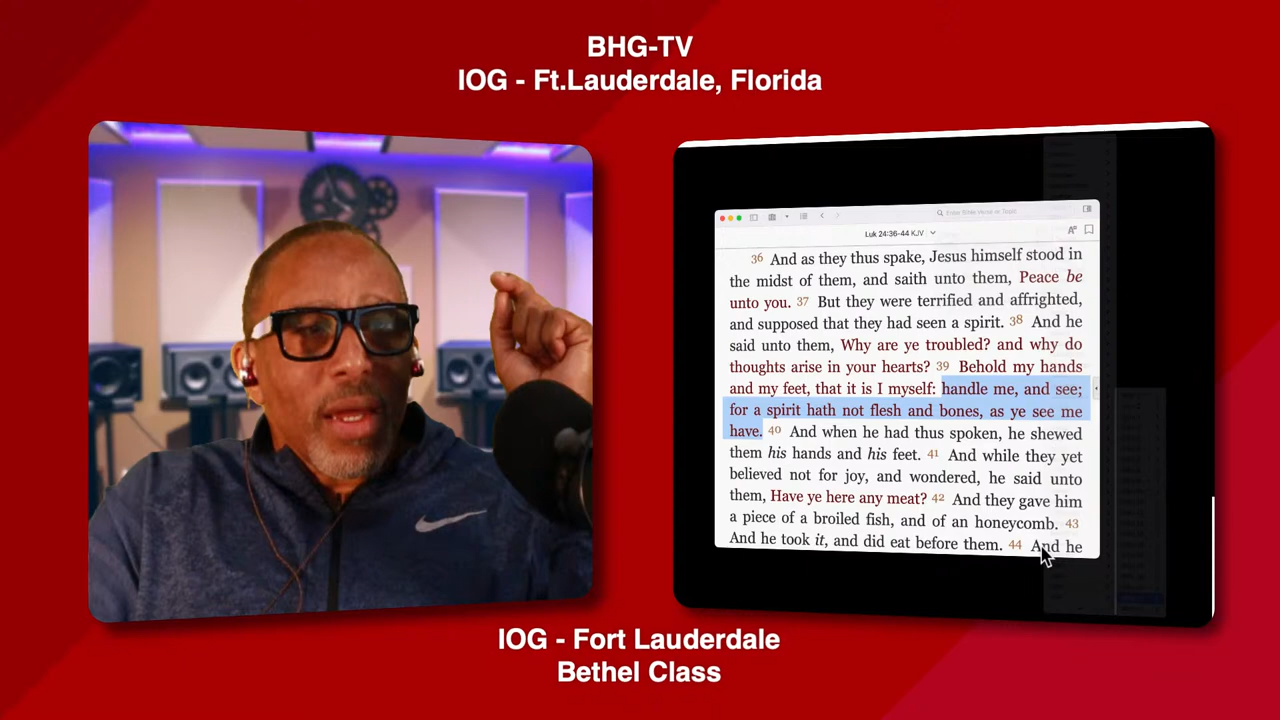 BHG-TV
IOG - Ft.Lauderdale, Florida
Enter Bible Verse or Topic
Luk 24:36-44 KJV
36 And as they thus spake, Jesus himself stood in
the midst of them, and saith unto them, Peace be
unto you. 37 But they were terrified and affrighted,
and supposed that they had seen a spirit. 38 And he
said unto them, Why are ye troubled? and why do
thoughts arise in your hearts? 39 Behold my hands
and my feet, that it is I myself: handle me, and see;
for a spirit hath not flesh and bones, as ye see me
have. 40 And when he had thus spoken, he shewed
them his hands and his feet. 41 And while they yet
believed not for joy, and wondered, he said unto
them, Have ye here any meat? 42 And they gave him
a piece of a broiled fish, and of an honeycomb. 43
And he took it, and did eat before them. 44 And he
IOG - Fort Lauderdale
Bethel Class